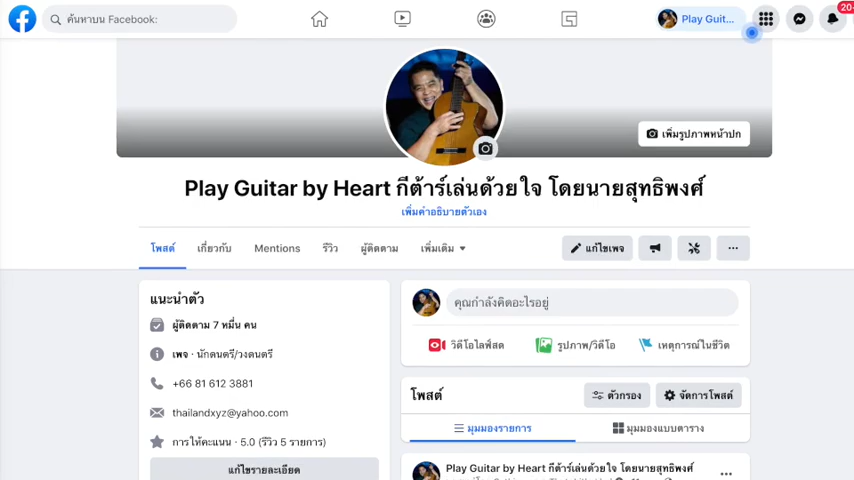 ค้นหาบน Facebook:
Play Guit...
20+
เพิ่มรูปภาพหน้าปก
Play Guitar by Heart กีต้าร์เล่นด้วยใจ โดยนายสุทธิพงศ์
เพิ่มคำอธิบายตัวเอง
โพสต์ เกี่ยวกับ Mentions รีวิว ผู้ติดตาม เพิ่มเติม
แก้ไขเพจ
แนะนำตัว
ผู้ติดตาม 7 หมื่น คน
เพจ · นักดนตรี/วงดนตรี
+66 81 612 3881
thailandxyz@yahoo.com
การให้คะแนน · 5.0 (รีวิว 5 รายการ)
แก้ไขรายละเอียด
คุณกำลังคิดอะไรอยู่
วิดีโอไลฟ์สด รูปภาพ/วิดีโอ เหตุการณ์ในชีวิต
โพสต์ ตัวกรอง จัดการโพสต์
มุมมองรายการ มุมมองแบบตาราง
Play Guitar by Heart กีต้าร์เล่นด้วยใจ โดยนายสุทธิพงศ์